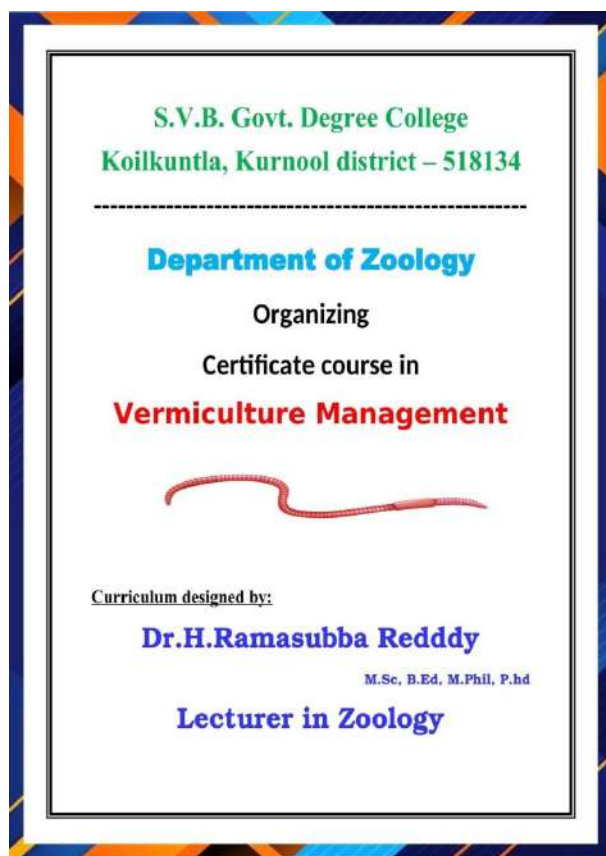 S.V.B. Govt. Degree College
Koilkuntla, Kurnool district – 518134
------------------------------------------------------
Department of Zoology
Organizing
Certificate course in
Vermiculture Management
Curriculum designed by:
Dr.H.Ramasubba Redddy
M.Sc, B.Ed, M.Phil, P.hd
Lecturer in Zoology